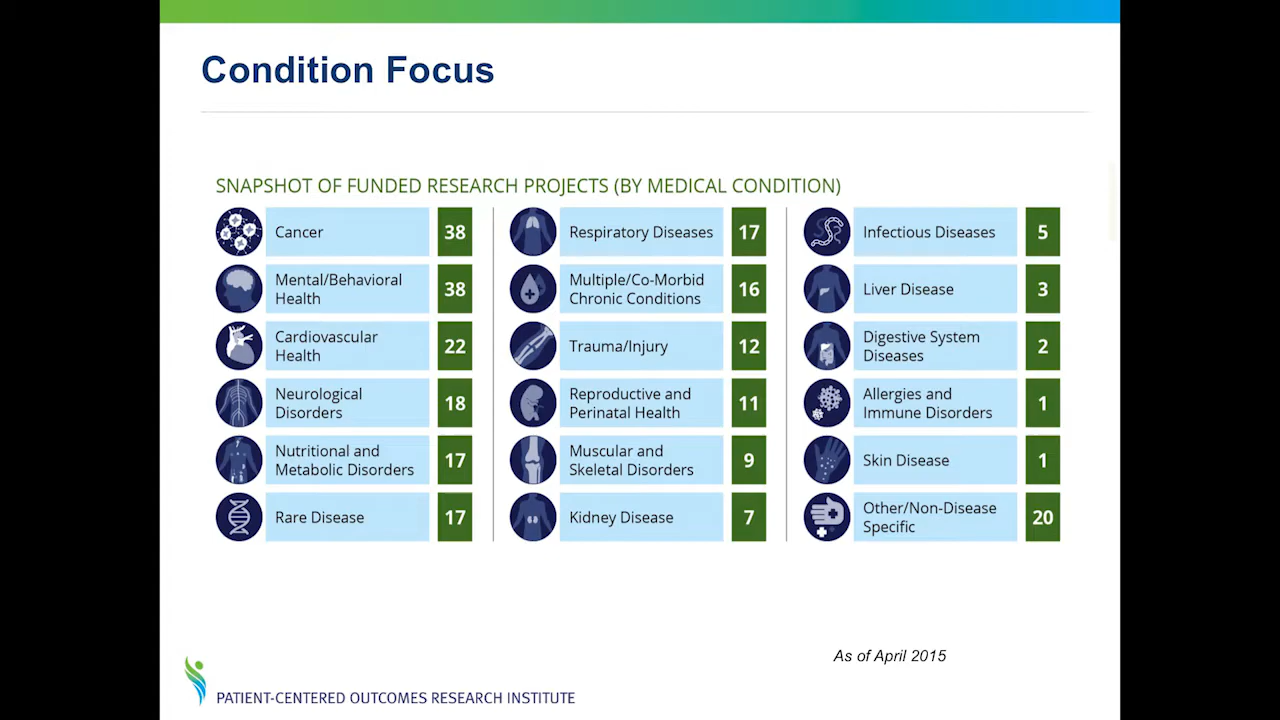 Condition Focus
SNAPSHOT OF FUNDED RESEARCH PROJECTS (BY MEDICAL CONDITION)
Cancer
38
Mental/Behavioral
Health
38
Cardiovascular
Health
22
Neurological
Disorders
18
Nutritional and
Metabolic Disorders
17
Rare Disease
17
Respiratory Diseases
17
Multiple/Co-Morbid
Chronic Conditions
16
Trauma/Injury
12
Reproductive and
Perinatal Health
11
Muscular and
Skeletal Disorders
9
Kidney Disease
7
Infectious Diseases
5
Liver Disease
3
Digestive System
Diseases
2
Allergies and
Immune Disorders
1
Skin Disease
1
Other/Non-Disease
Specific
20
As of April 2015
PATIENT-CENTERED OUTCOMES RESEARCH INSTITUTE